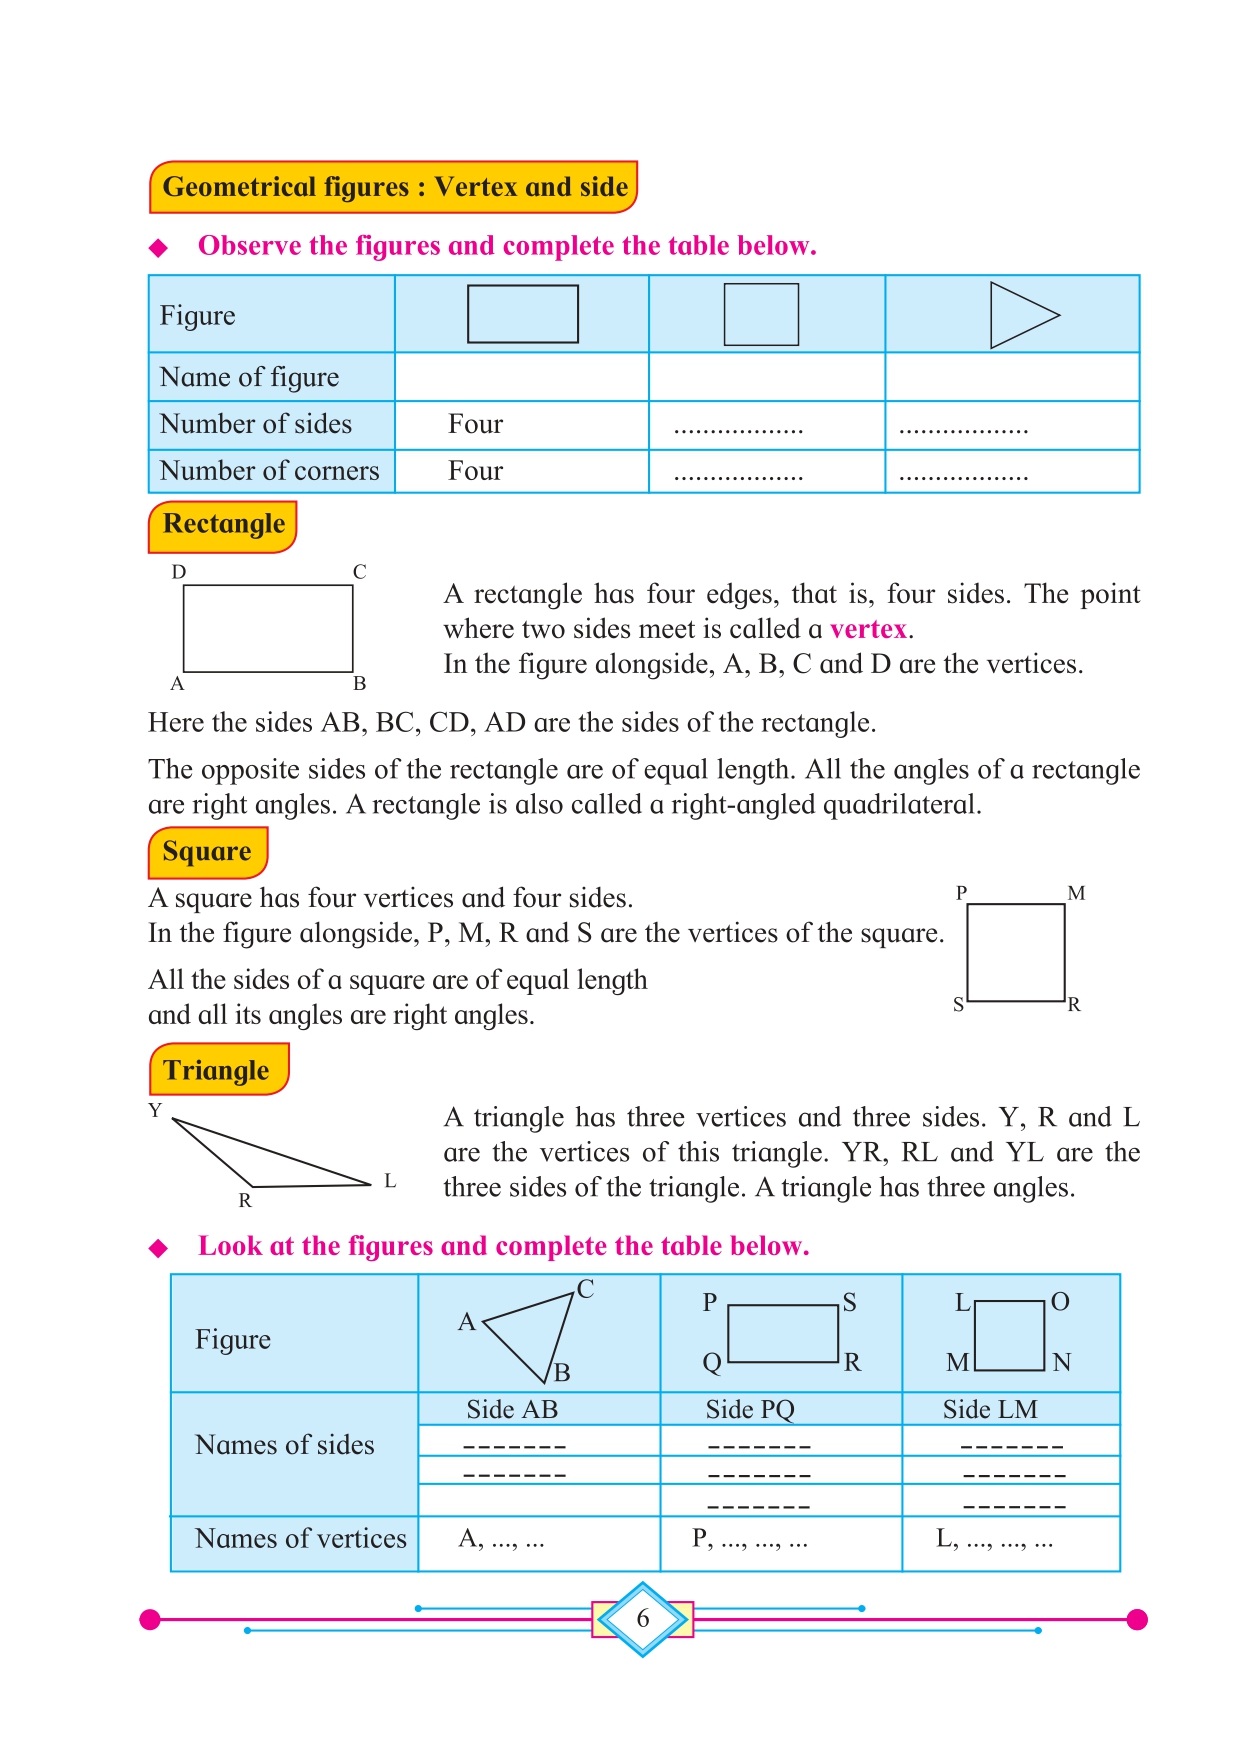 Geometrical figures : Vertex and side
◆ Observe the figures and complete the table below.
Figure
Name of figure
Number of sides Four .................. ..................
Number of corners Four .................. ..................
Rectangle
D C
A B
A rectangle has four edges, that is, four sides. The point
where two sides meet is called a vertex.
In the figure alongside, A, B, C and D are the vertices.
Here the sides AB, BC, CD, AD are the sides of the rectangle.
The opposite sides of the rectangle are of equal length. All the angles of a rectangle
are right angles. A rectangle is also called a right-angled quadrilateral.
Square
A square has four vertices and four sides.
In the figure alongside, P, M, R and S are the vertices of the square.
All the sides of a square are of equal length
and all its angles are right angles.
P M
S R
Triangle
Y
L
R
A triangle has three vertices and three sides. Y, R and L
are the vertices of this triangle. YR, RL and YL are the
three sides of the triangle. A triangle has three angles.
◆ Look at the figures and complete the table below.
Figure
A C
B
P S
Q R
L O
M N
Names of sides
Side AB Side PQ Side LM
_______ _______ _______
_______ _______ _______
_______ _______
Names of vertices A, ..., ... P, ..., ..., ... L, ..., ..., ...
6